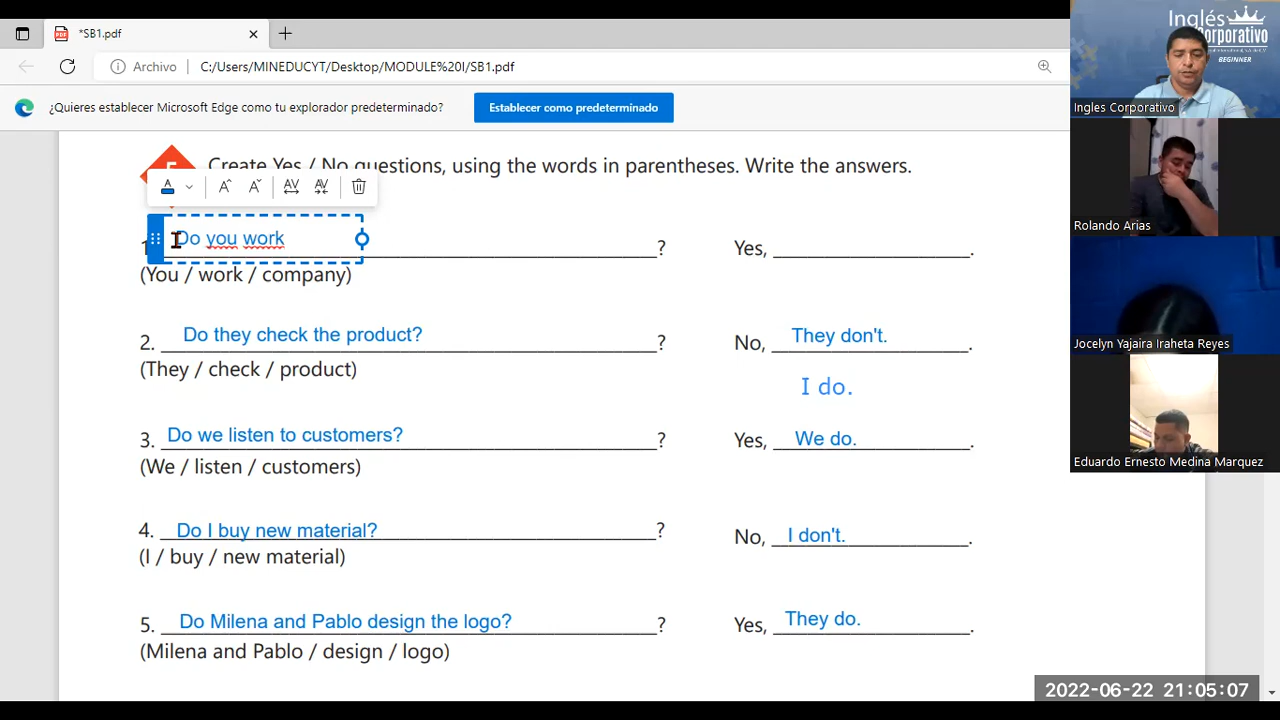 *SB1.pdf
Archivo
C:/Users/MINEDUCYT/Desktop/MODULE%20I/SB1.pdf
¿Quieres establecer Microsoft Edge como tu explorador predeterminado?
Establecer como predeterminado
Create Yes / No questions, using the words in parentheses. Write the answers.
Do you work
? Yes, ____________________.
(You / work / company)
2. Do they check the product? ? No, They don't. .
(They / check / product)
I do.
3. Do we listen to customers? ? Yes, We do. .
(We / listen / customers)
4. Do I buy new material? ? No, I don't. .
(I / buy / new material)
5. Do Milena and Pablo design the logo? ? Yes, They do. .
(Milena and Pablo / design / logo)
Inglés
Corporativo
BEGINNER
Ingles Corporativo
Rolando Arias
Jocelyn Yajaira Iraheta Reyes
Eduardo Ernesto Medina Marquez
2022-06-22 21:05:07